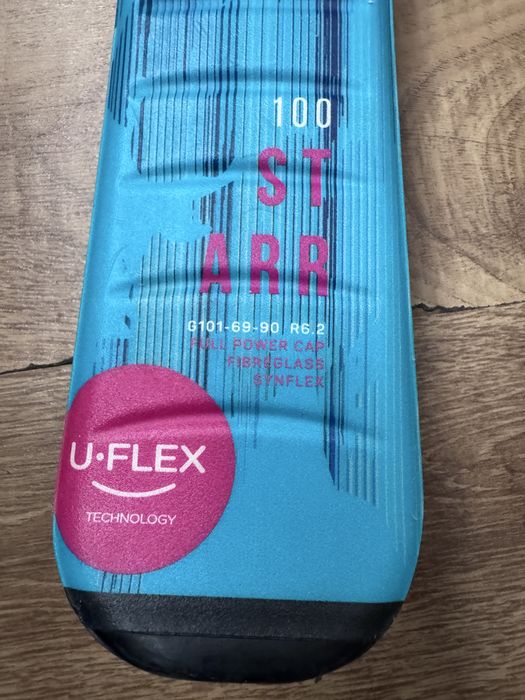 100
ST
ARR
G101-69-90 R6.2
FULL POWER CAP
FIBREGLASS
SYNFLEX
U•FLEX
TECHNOLOGY